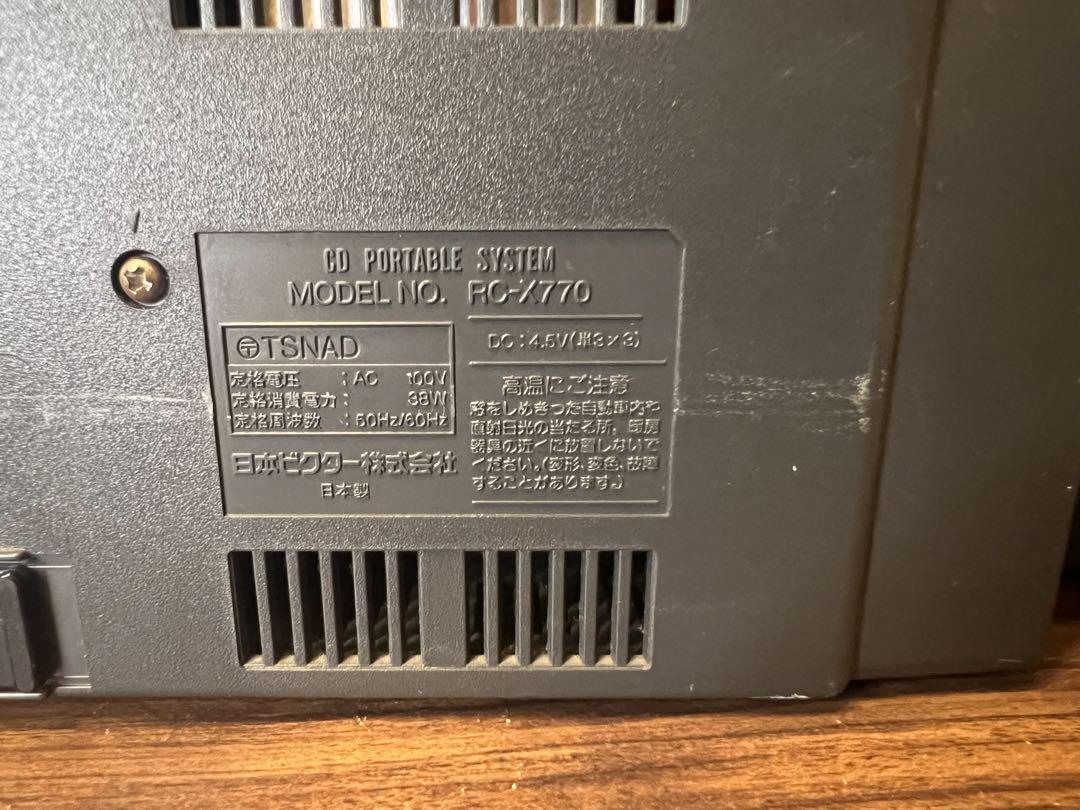 CD PORTABLE SYSTEM
MODEL NO. RC-X770
〒TSNAD
定格電圧 : AC 100V
定格消費電力 : 38W
定格周波数 : 50Hz/60Hz
日本ビクター株式会社
日本製
DC : 4.5V(単3×3)
高温にご注意
窓をしめきった自動車内や
直射日光の当たる所、暖房
器具の近くに放置しないで
ください。(変形、変色、故障
することがあります。)